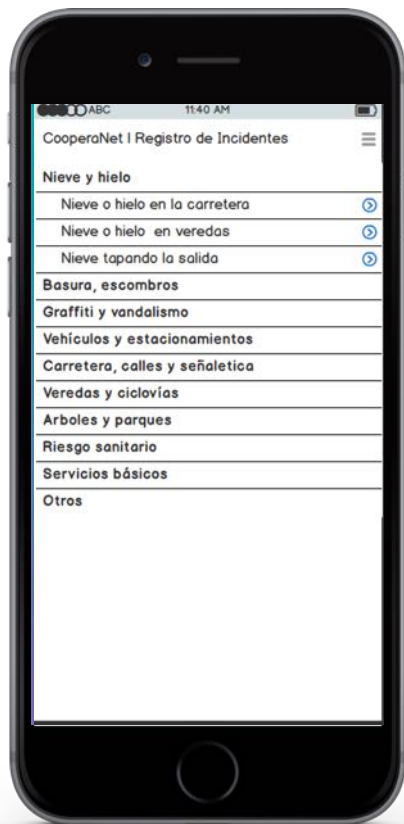 ABC 11:40 AM
CooperaNet | Registro de Incidentes
Nieve y hielo
Nieve o hielo en la carretera
Nieve o hielo en veredas
Nieve tapando la salida
Basura, escombros
Graffiti y vandalismo
Vehículos y estacionamientos
Carretera, calles y señaletica
Veredas y ciclovías
Arboles y parques
Riesgo sanitario
Servicios básicos
Otros